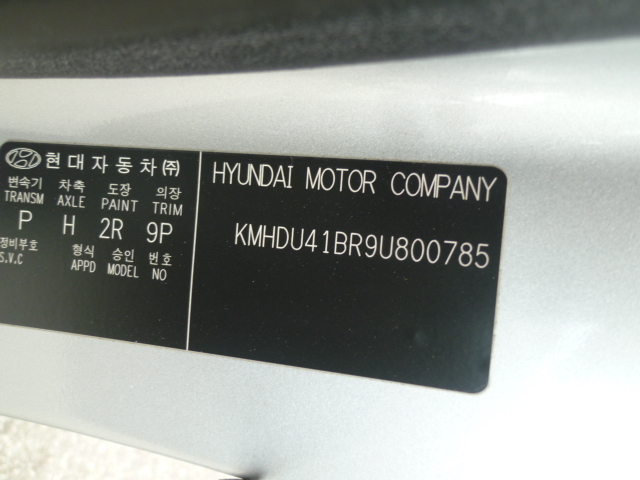 현대자동차㈜
변속기 차축 도장 의장
TRANSM AXLE PAINT TRIM
P H 2R 9P
정비부호 형식 승인 번호
S.V.C APPD MODEL NO
HYUNDAI MOTOR COMPANY
KMHDU41BR9U800785